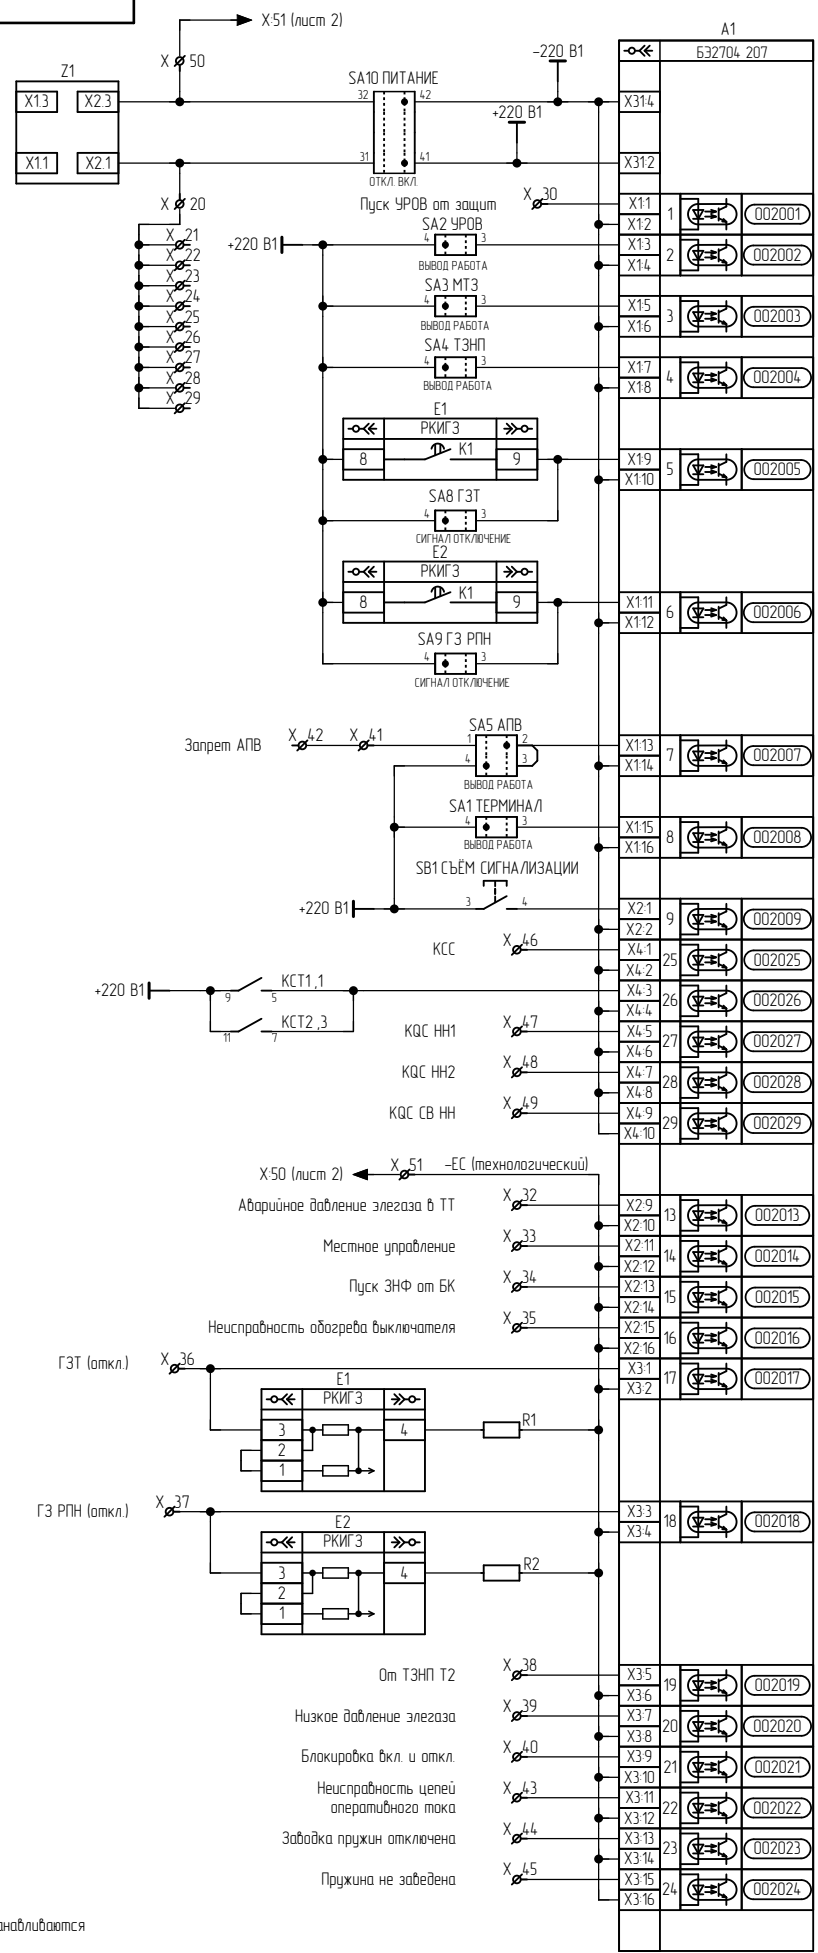 X:51 (лист 2)
A1
БЭ2704 207
Z1
X 50
SA10 ПИТАНИЕ
-220 В1
X1.3 X2.3
32 42
X31:4
+220 В1
X1.1 X2.1
31 41
X31:2
ОТКЛ. ВКЛ.
X 20
Пуск УРОВ от защит
X 30
X1:1
X1:2
1 002001
X 21
X 22
X 23
X 24
X 25
X 26
X 27
X 28
X 29
+220 В1
SA2 УРОВ
4 3
ВЫВОД РАБОТА
X1:3
X1:4
2 002002
SA3 МТЗ
4 3
ВЫВОД РАБОТА
X1:5
X1:6
3 002003
SA4 ТЗНП
4 3
ВЫВОД РАБОТА
X1:7
X1:8
4 002004
E1
РКИГЗ
8 K1 9
X1:9
X1:10
5 002005
SA8 ГЗТ
4 3
СИГНАЛ ОТКЛЮЧЕНИЕ
E2
РКИГЗ
8 K1 9
X1:11
X1:12
6 002006
SA9 ГЗ РПН
4 3
СИГНАЛ ОТКЛЮЧЕНИЕ
Запрет АПВ
X 42 X 41
SA5 АПВ
1 2
4 3
ВЫВОД РАБОТА
X1:13
X1:14
7 002007
SA1 ТЕРМИНАЛ
4 3
ВЫВОД РАБОТА
X1:15
X1:16
8 002008
SB1 СЪЁМ СИГНАЛИЗАЦИИ
+220 В1
3 4
X2:1
X2:2
9 002009
КСС
X 46
X4:1
X4:2
25 002025
+220 В1
KCT1,1
9 5
KCT2,3
11 7
X4:3
X4:4
26 002026
KQC НН1
X 47
X4:5
X4:6
27 002027
KQC НН2
X 48
X4:7
X4:8
28 002028
KQC СВ НН
X 49
X4:9
X4:10
29 002029
X:50 (лист 2)
X 51
-ЕС (технологический)
Аварийное давление элегаза в ТТ
X 32
X2:9
X2:10
13 002013
Местное управление
X 33
X2:11
X2:12
14 002014
Пуск ЗНФ от БК
X 34
X2:13
X2:14
15 002015
Неисправность обогрева выключателя
X 35
X2:15
X2:16
16 002016
ГЗТ (откл.)
X 36
X3:1
X3:2
17 002017
E1
РКИГЗ
3
2
1
4
R1
ГЗ РПН (откл.)
X 37
X3:3
X3:4
18 002018
E2
РКИГЗ
3
2
1
4
R2
От ТЗНП Т2
X 38
X3:5
X3:6
19 002019
Низкое давление элегаза
X 39
X3:7
X3:8
20 002020
Блокировка вкл. и откл.
X 40
X3:9
X3:10
21 002021
Неисправность цепей
оперативного тока
X 43
X3:11
X3:12
22 002022
Заводка пружин отключена
X 44
X3:13
X3:14
23 002023
Пружина не заведена
X 45
X3:15
X3:16
24 002024
анавливаются